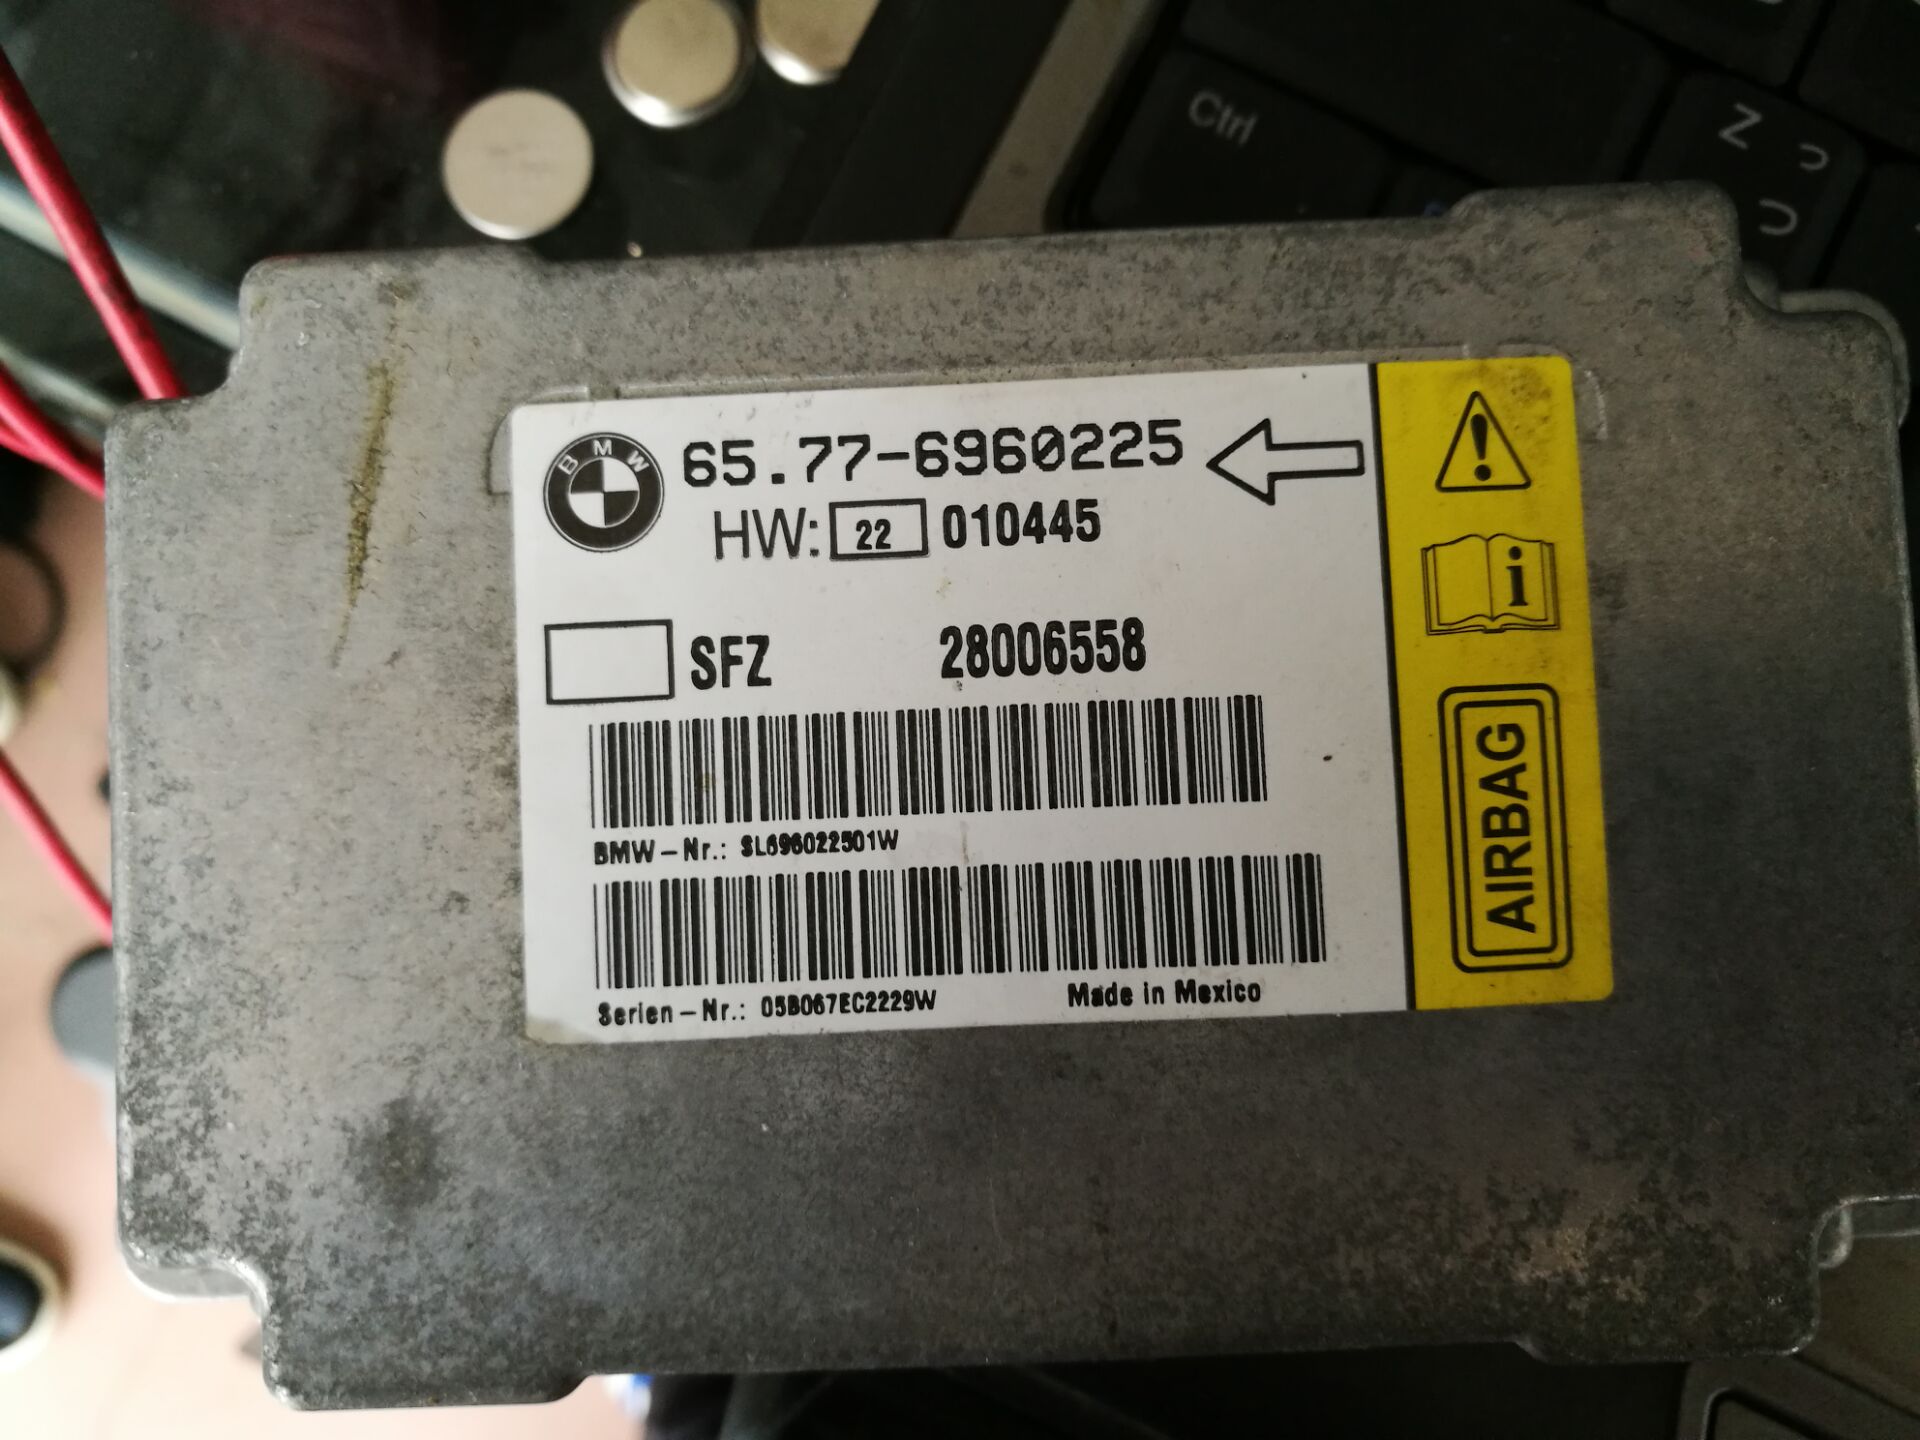 Ctrl
Z
BMW
65.77-6960225
HW: 22 010445
SFZ 28006558
BMW-Nr.: SL696022501W
Serien-Nr.: 05B067EC2229W Made in Mexico
i
AIRBAG